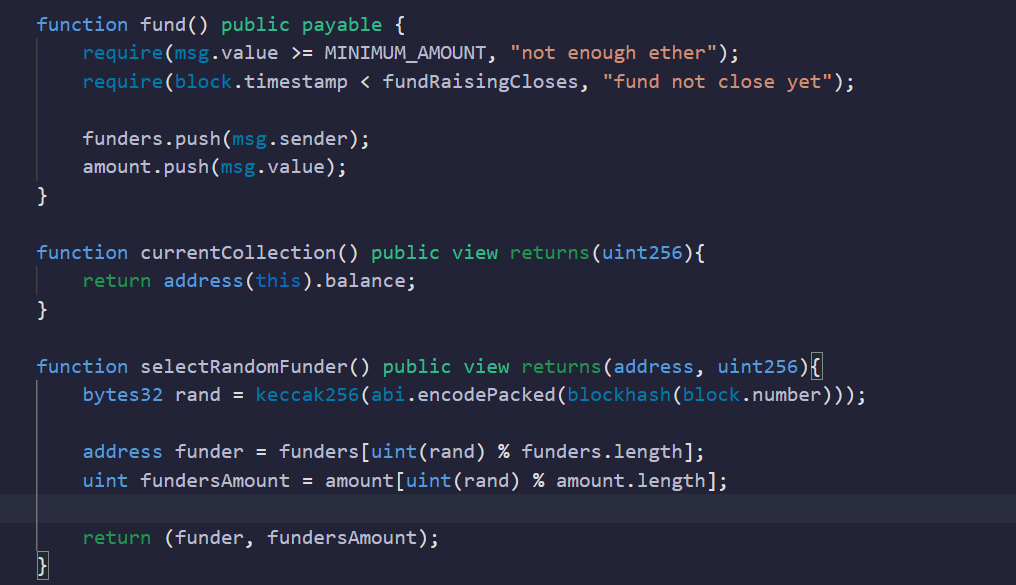 function fund() public payable {
    require(msg.value >= MINIMUM_AMOUNT, "not enough ether");
    require(block.timestamp < fundRaisingCloses, "fund not close yet");
    funders.push(msg.sender);
    amount.push(msg.value);
}
function currentCollection() public view returns(uint256){
    return address(this).balance;
}
function selectRandomFunder() public view returns(address, uint256){
    bytes32 rand = keccak256(abi.encodePacked(blockhash(block.number)));
    address funder = funders[uint(rand) % funders.length];
    uint fundersAmount = amount[uint(rand) % amount.length];
    return (funder, fundersAmount);
}